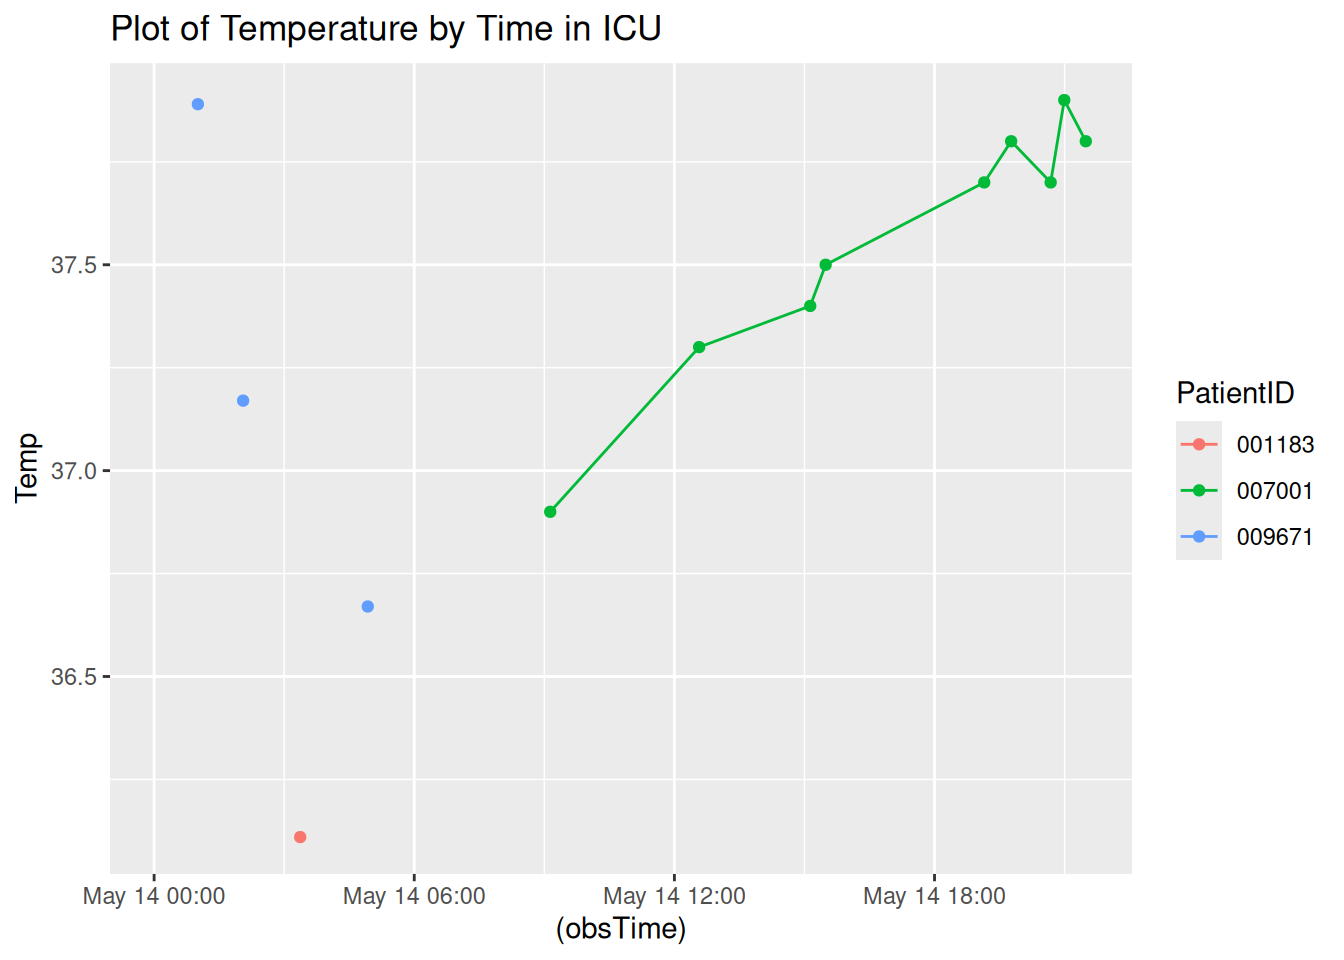 Plot of Temperature by Time in ICU
Temp
37.5
37.0
36.5
May 14 00:00
May 14 06:00
May 14 12:00
May 14 18:00
(obsTime)
PatientID
001183
007001
009671